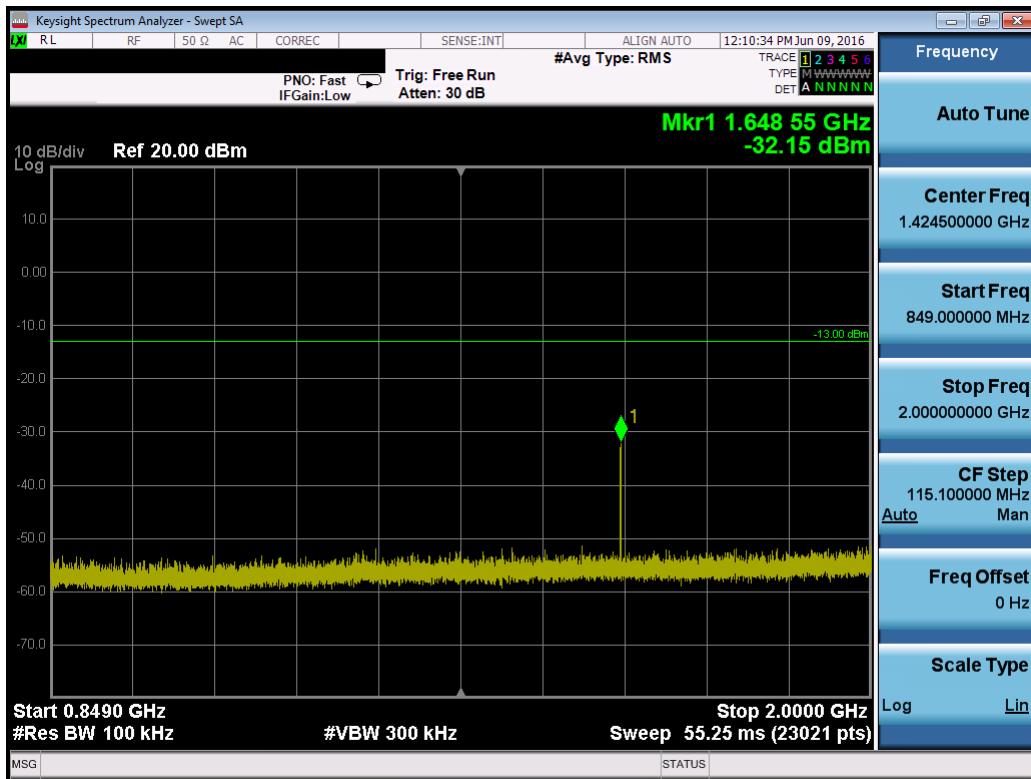 Keysight Spectrum Analyzer - Swept SA
LXI RL RF 50 Ω AC CORREC SENSE:INT ALIGN AUTO 12:10:34 PM Jun 09, 2016
PNO: Fast
IFGain:Low
Trig: Free Run
Atten: 30 dB
#Avg Type: RMS
TRACE 1 2 3 4 5 6
TYPE M WWWWW
DET A N N N N N
Mkr1 1.648 55 GHz
-32.15 dBm
10 dB/div Ref 20.00 dBm
Log
10.0
0.00
-10.0
-13.00 dBm
-20.0
1
-30.0
-40.0
-50.0
-60.0
-70.0
Start 0.8490 GHz Stop 2.0000 GHz
#Res BW 100 kHz #VBW 300 kHz Sweep 55.25 ms (23021 pts)
MSG STATUS
Frequency
Auto Tune
Center Freq
1.424500000 GHz
Start Freq
849.000000 MHz
Stop Freq
2.000000000 GHz
CF Step
115.100000 MHz
Auto Man
Freq Offset
0 Hz
Scale Type
Log Lin